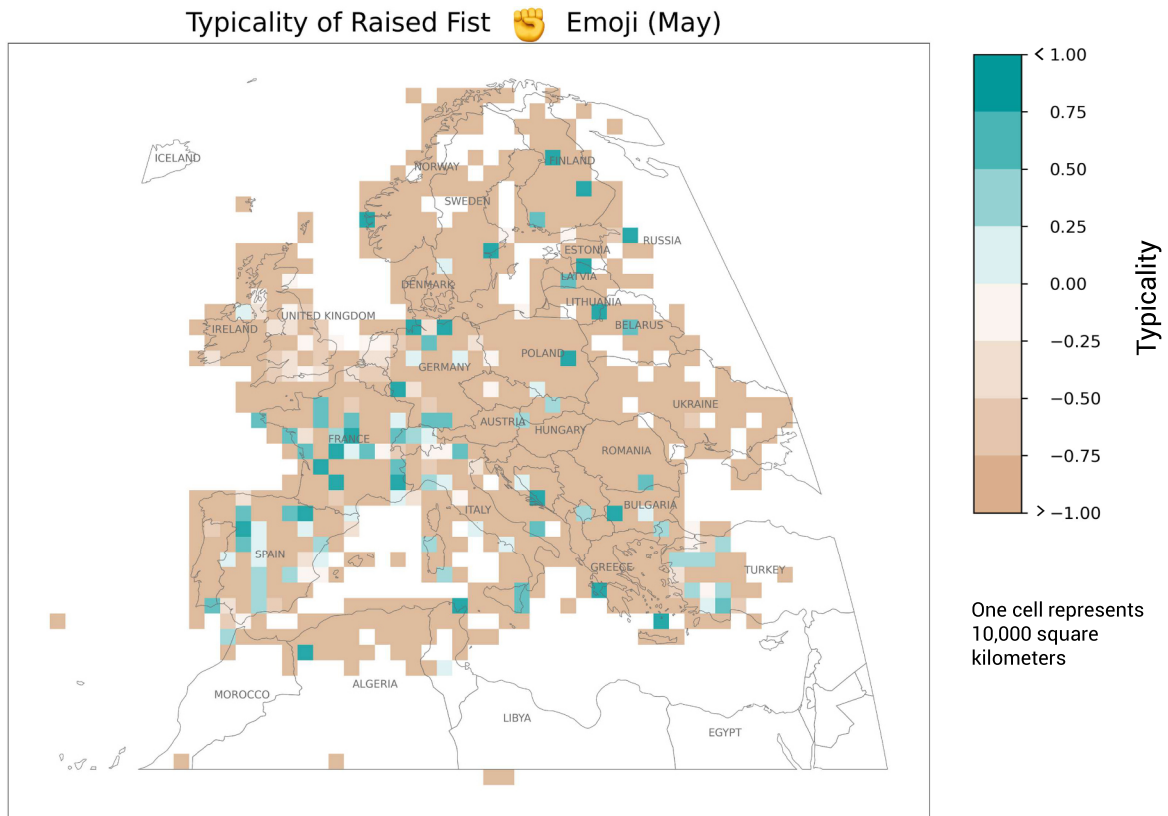 Typicality of Raised Fist ✊ Emoji (May)
ICELAND
NORWAY
FINLAND
SWEDEN
RUSSIA
ESTONIA
LATVIA
DENMARK
LITHUANIA
UNITED KINGDOM
IRELAND
BELARUS
POLAND
GERMANY
UKRAINE
AUSTRIA
HUNGARY
FRANCE
ROMANIA
ITALY
BULGARIA
SPAIN
GREECE
TURKEY
MOROCCO
ALGERIA
LIBYA
EGYPT
< 1.00
0.75
0.50
0.25
0.00
−0.25
−0.50
−0.75
> −1.00
Typicality
One cell represents
10,000 square
kilometers